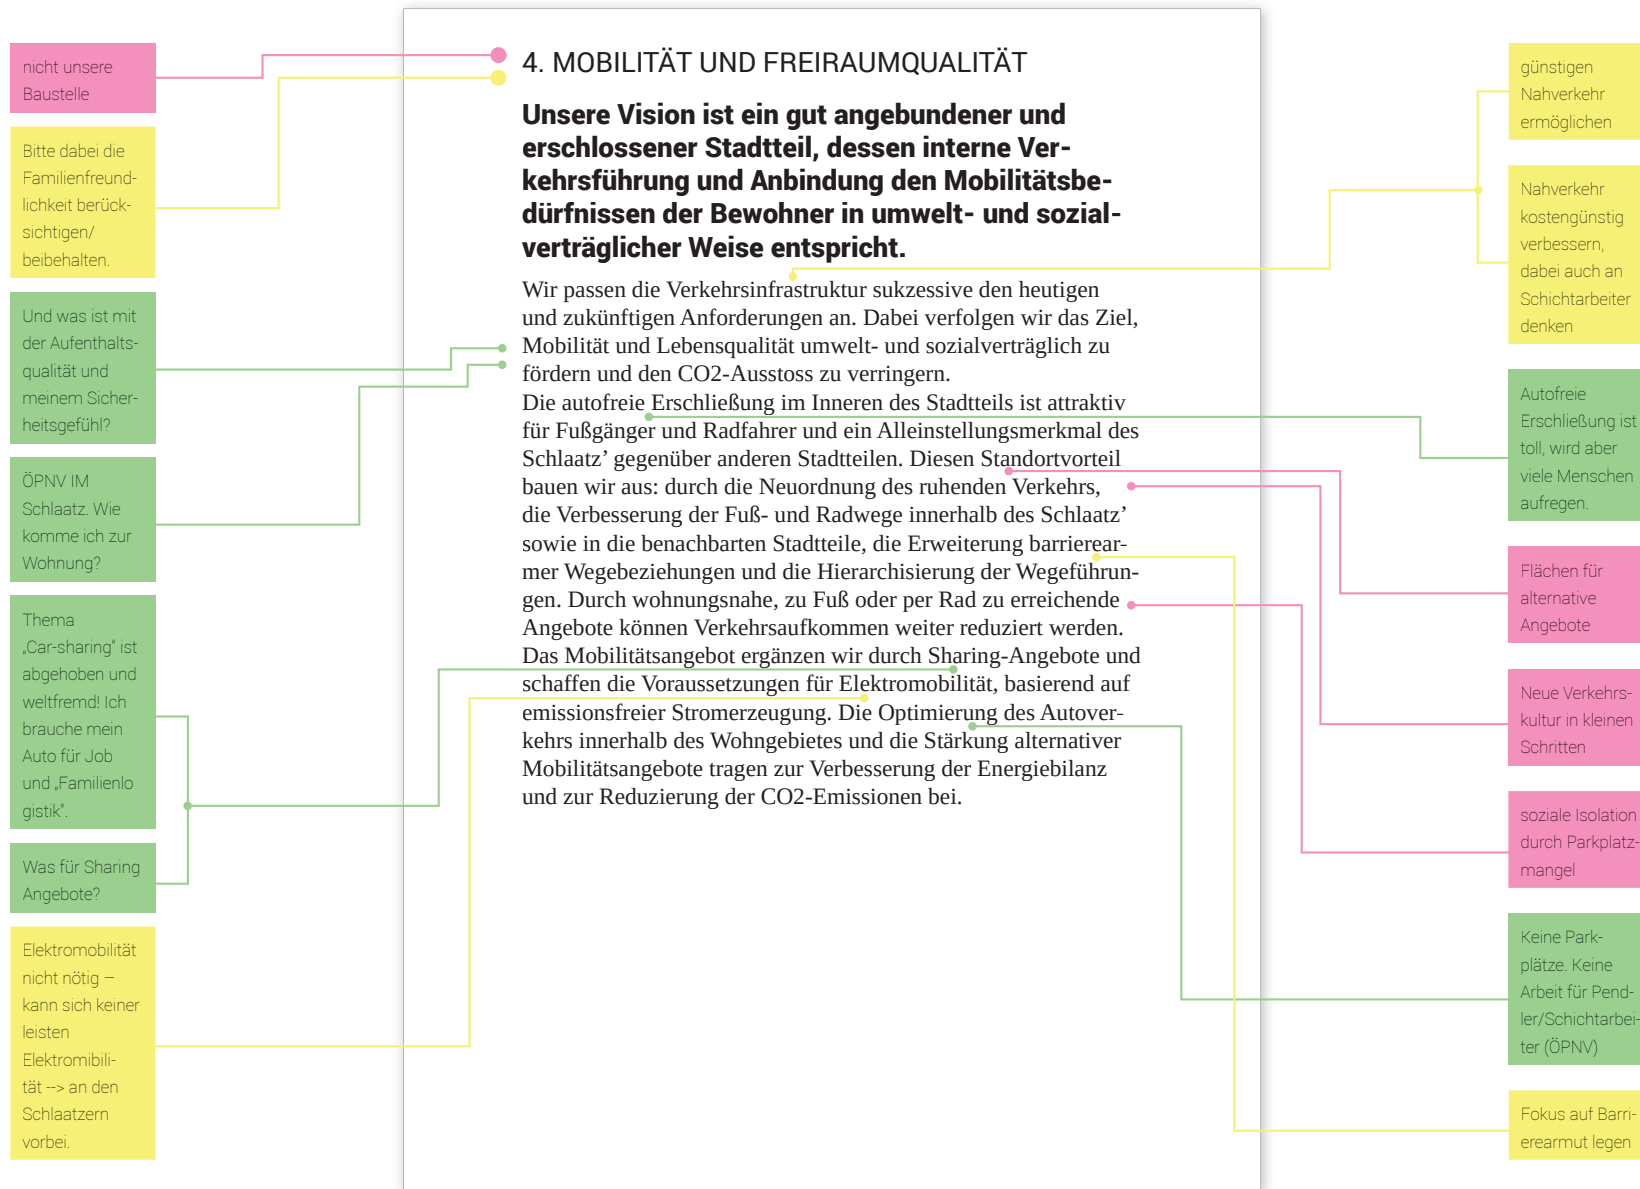 nicht unsere
Baustelle
Bitte dabei die
Familienfreund-
lichkeit berück-
sichtigen/
beibehalten.
Und was ist mit
der Aufenthalts-
qualität und
meinem Sicher-
heitsgefühl?
ÖPNV IM
Schlaatz. Wie
komme ich zur
Wohnung?
Thema
„Car-sharing“ ist
abgehoben und
weltfremd! Ich
brauche mein
Auto für Job
und „Familienlo
gistik“.
Was für Sharing
Angebote?
Elektromobilität
nicht nötig –
kann sich keiner
leisten
Elektromibili-
tät --> an den
Schlaatzern
vorbei.
4. MOBILITÄT UND FREIRAUMQUALITÄT
Unsere Vision ist ein gut angebundener und
erschlossener Stadtteil, dessen interne Ver-
kehrsführung und Anbindung den Mobilitätsbe-
dürfnissen der Bewohner in umwelt- und sozial-
verträglicher Weise entspricht.
Wir passen die Verkehrsinfrastruktur sukzessive den heutigen
und zukünftigen Anforderungen an. Dabei verfolgen wir das Ziel,
Mobilität und Lebensqualität umwelt- und sozialverträglich zu
fördern und den CO2-Ausstoss zu verringern.
Die autofreie Erschließung im Inneren des Stadtteils ist attraktiv
für Fußgänger und Radfahrer und ein Alleinstellungsmerkmal des
Schlaatz’ gegenüber anderen Stadtteilen. Diesen Standortvorteil
bauen wir aus: durch die Neuordnung des ruhenden Verkehrs,
die Verbesserung der Fuß- und Radwege innerhalb des Schlaatz’
sowie in die benachbarten Stadtteile, die Erweiterung barrierear-
mer Wegebeziehungen und die Hierarchisierung der Wegeführun-
gen. Durch wohnungsnahe, zu Fuß oder per Rad zu erreichende
Angebote können Verkehrsaufkommen weiter reduziert werden.
Das Mobilitätsangebot ergänzen wir durch Sharing-Angebote und
schaffen die Voraussetzungen für Elektromobilität, basierend auf
emissionsfreier Stromerzeugung. Die Optimierung des Autover-
kehrs innerhalb des Wohngebietes und die Stärkung alternativer
Mobilitätsangebote tragen zur Verbesserung der Energiebilanz
und zur Reduzierung der CO2-Emissionen bei.
günstigen
Nahverkehr
ermöglichen
Nahverkehr
kostengünstig
verbessern,
dabei auch an
Schichtarbeiter
denken
Autofreie
Erschließung ist
toll, wird aber
viele Menschen
aufregen.
Flächen für
alternative
Angebote
Neue Verkehrs-
kultur in kleinen
Schritten
soziale Isolation
durch Parkplatz-
mangel
Keine Park-
plätze. Keine
Arbeit für Pend-
ler/Schichtarbei-
ter (ÖPNV)
Fokus auf Barri-
erearmut legen